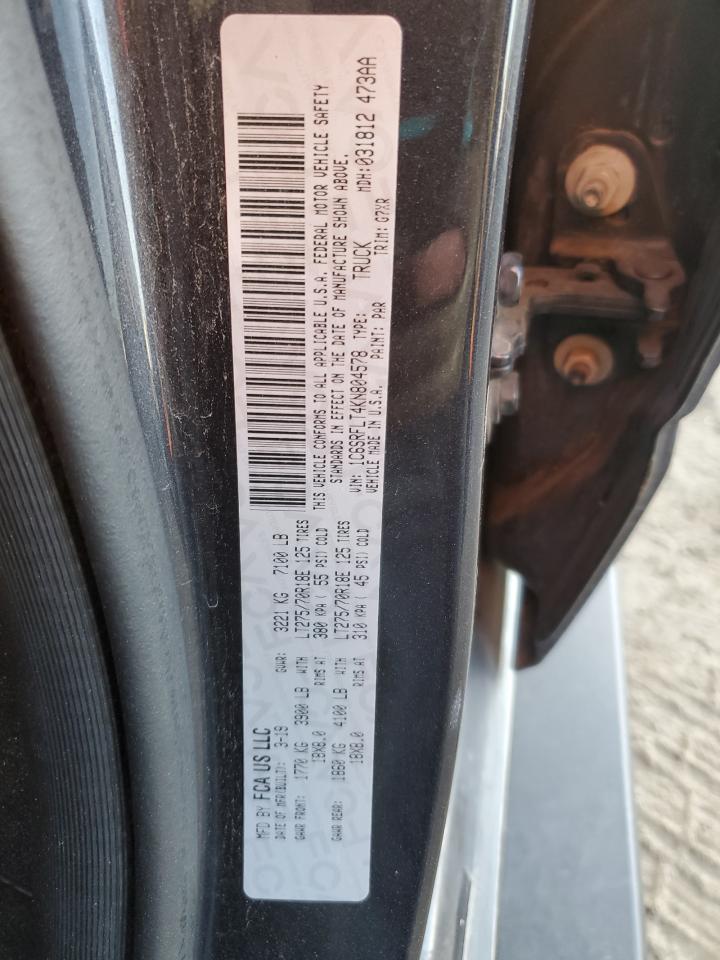 MFD BY FCA US LLC
DATE OF MFR(BUILT): 3-19 GVWR: 3221 KG 7100 LB
GAWR FRONT: 1770 KG 3900 LB WITH LT275/70R18E 125 TIRES
18X8.0 RIMS AT 380 KPA ( 55 PSI) COLD
GAWR REAR: 1860 KG 4100 LB WITH LT275/70R18E 125 TIRES
18X8.0 RIMS AT 310 KPA ( 45 PSI) COLD
THIS VEHICLE CONFORMS TO ALL APPLICABLE U.S.A. FEDERAL MOTOR VEHICLE SAFETY
STANDARDS IN EFFECT ON THE DATE OF MANUFACTURE SHOWN ABOVE.
VIN: 1C6SRFLT4KN804578 TYPE: TRUCK MDH:031812 473AA
VEHICLE MADE IN U.S.A. PAINT: PAR TRIM: G7XR